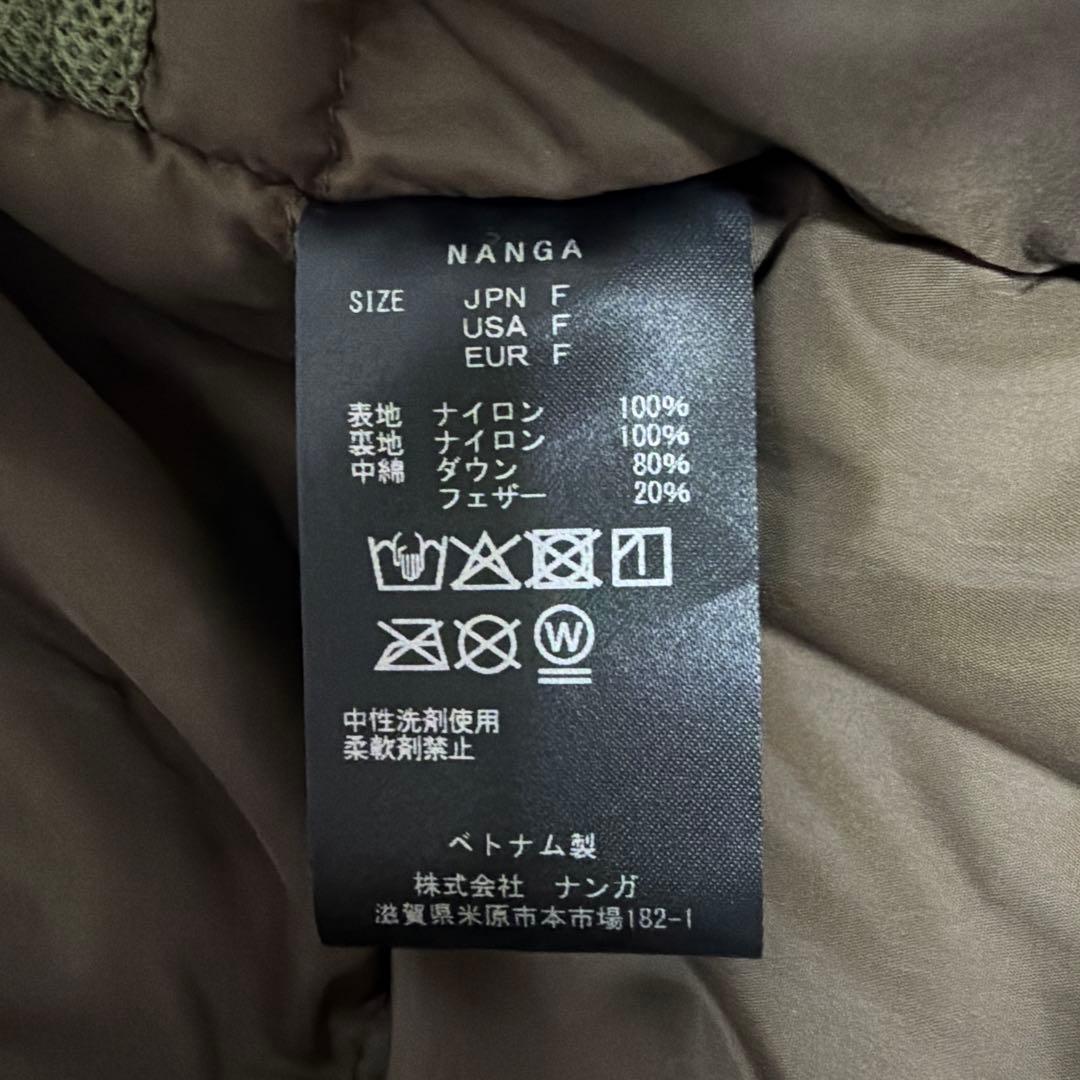 NANGA
SIZE JPN F
USA F
EUR F
表地 ナイロン 100%
裏地 ナイロン 100%
中綿 ダウン 80%
フェザー 20%
W
中性洗剤使用
柔軟剤禁止
ベトナム製
株式会社 ナンガ
滋賀県米原市本市場182-1